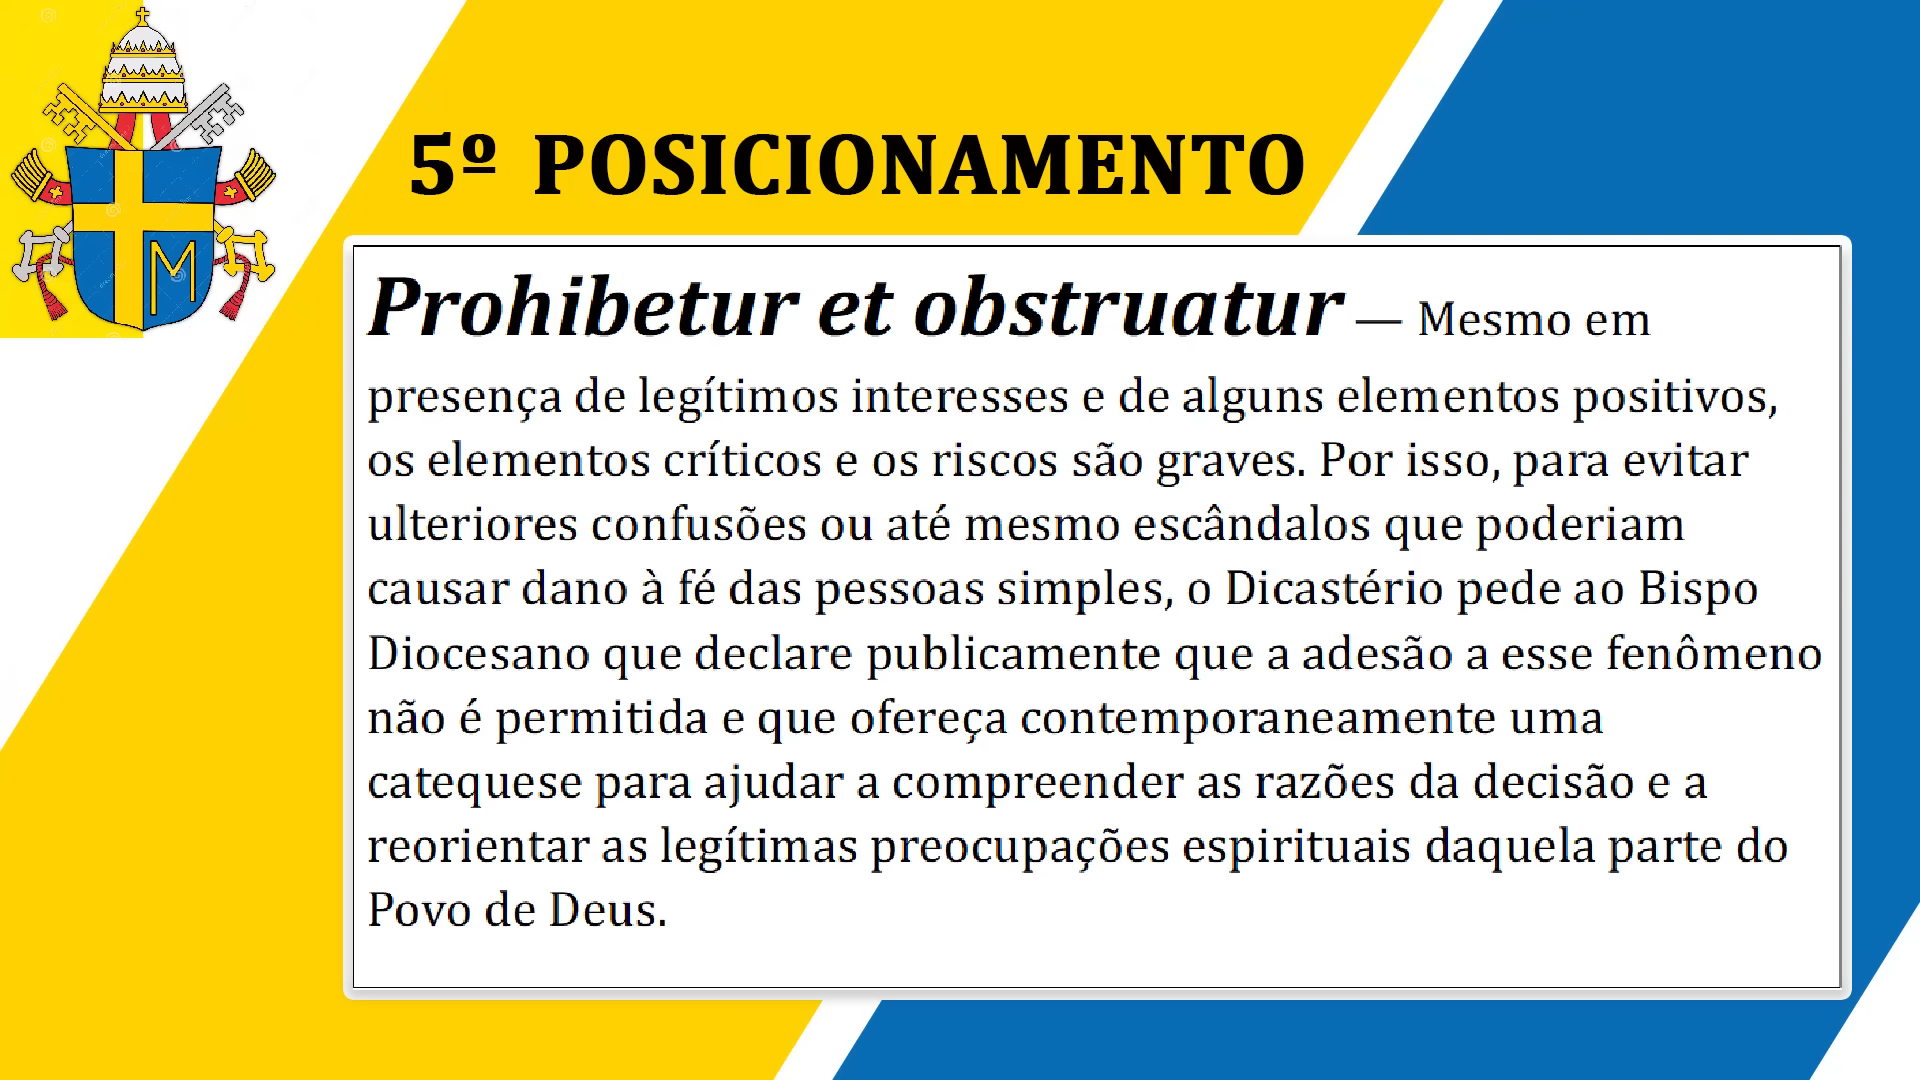 5º POSICIONAMENTO
Prohibetur et obstruatur — Mesmo em
presença de legítimos interesses e de alguns elementos positivos,
os elementos críticos e os riscos são graves. Por isso, para evitar
ulteriores confusões ou até mesmo escândalos que poderiam
causar dano à fé das pessoas simples, o Dicastério pede ao Bispo
Diocesano que declare publicamente que a adesão a esse fenômeno
não é permitida e que ofereça contemporaneamente uma
catequese para ajudar a compreender as razões da decisão e a
reorientar as legítimas preocupações espirituais daquela parte do
Povo de Deus.
M